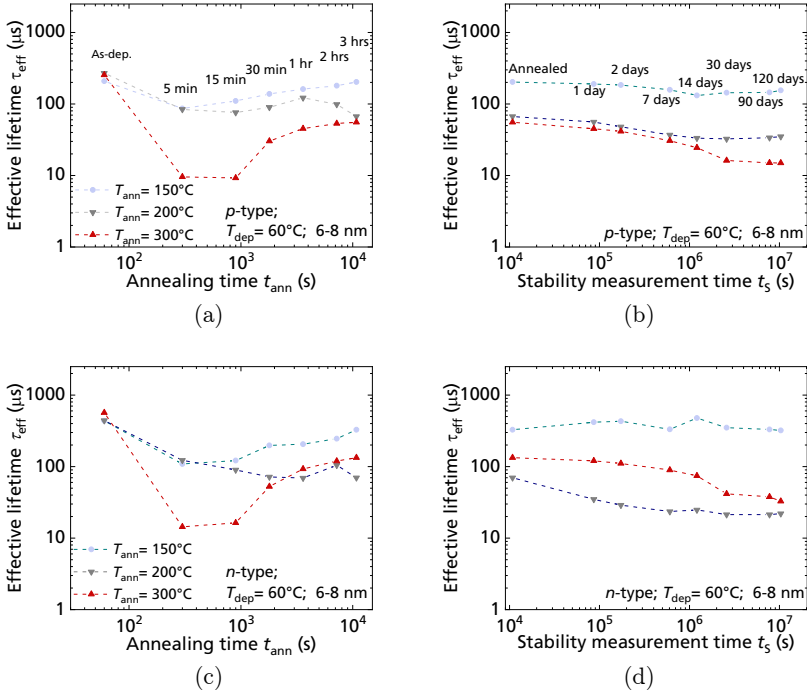 Effective lifetime τeff (µs)
1000
100
10
1
As-dep.
5 min
15 min
30 min
1 hr
2 hrs
3 hrs
Tann= 150°C
Tann= 200°C
Tann= 300°C
p-type;
Tdep= 60°C; 6-8 nm
10² 10³ 10⁴
Annealing time tann (s)
(a)
Effective lifetime τeff (µs)
1000
100
10
1
Annealed
1 day
2 days
7 days
14 days
30 days
90 days
120 days
p-type; Tdep= 60°C; 6-8 nm
10⁴ 10⁵ 10⁶ 10⁷
Stability measurement time tS (s)
(b)
Effective lifetime τeff (µs)
1000
100
10
1
Tann= 150°C
Tann= 200°C
Tann= 300°C
n-type;
Tdep= 60°C; 6-8 nm
10² 10³ 10⁴
Annealing time tann (s)
(c)
Effective lifetime τeff (µs)
1000
100
10
1
n-type; Tdep= 60°C; 6-8 nm
10⁴ 10⁵ 10⁶ 10⁷
Stability measurement time tS (s)
(d)